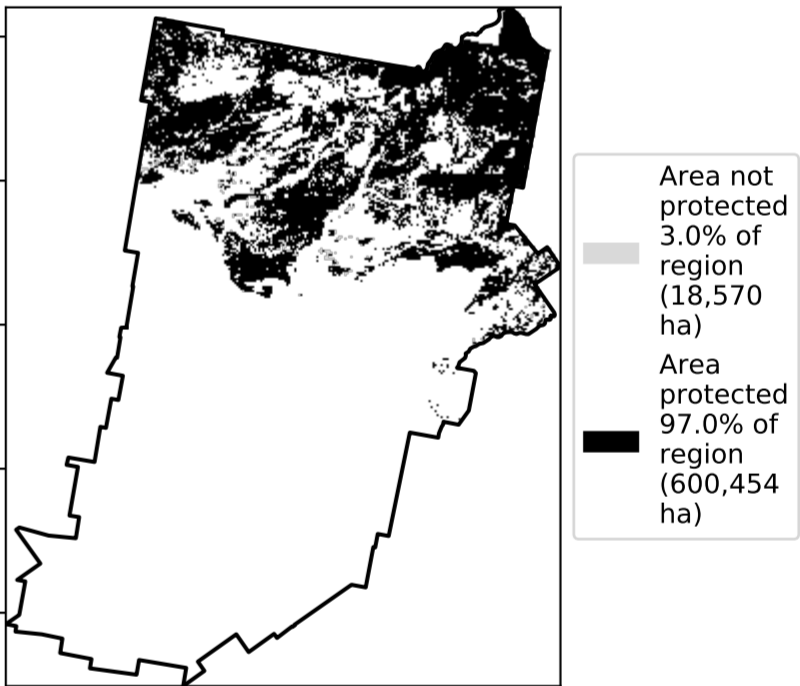 Area not
protected
3.0% of
region
(18,570
ha)
Area
protected
97.0% of
region
(600,454
ha)